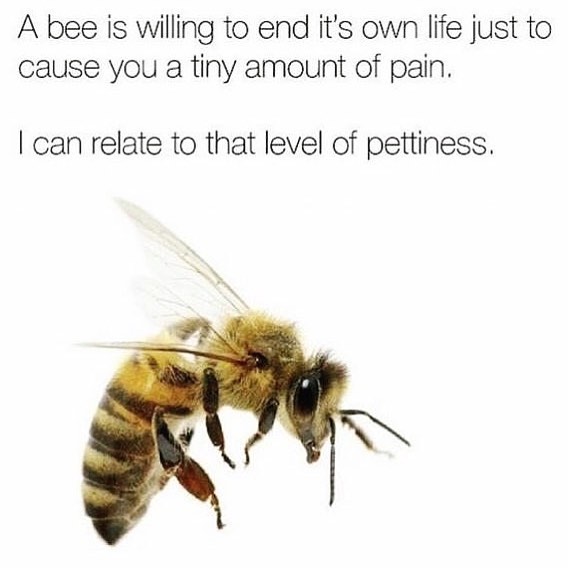 A bee is willing to end it's own life just to
cause you a tiny amount of pain.
I can relate to that level of pettiness.